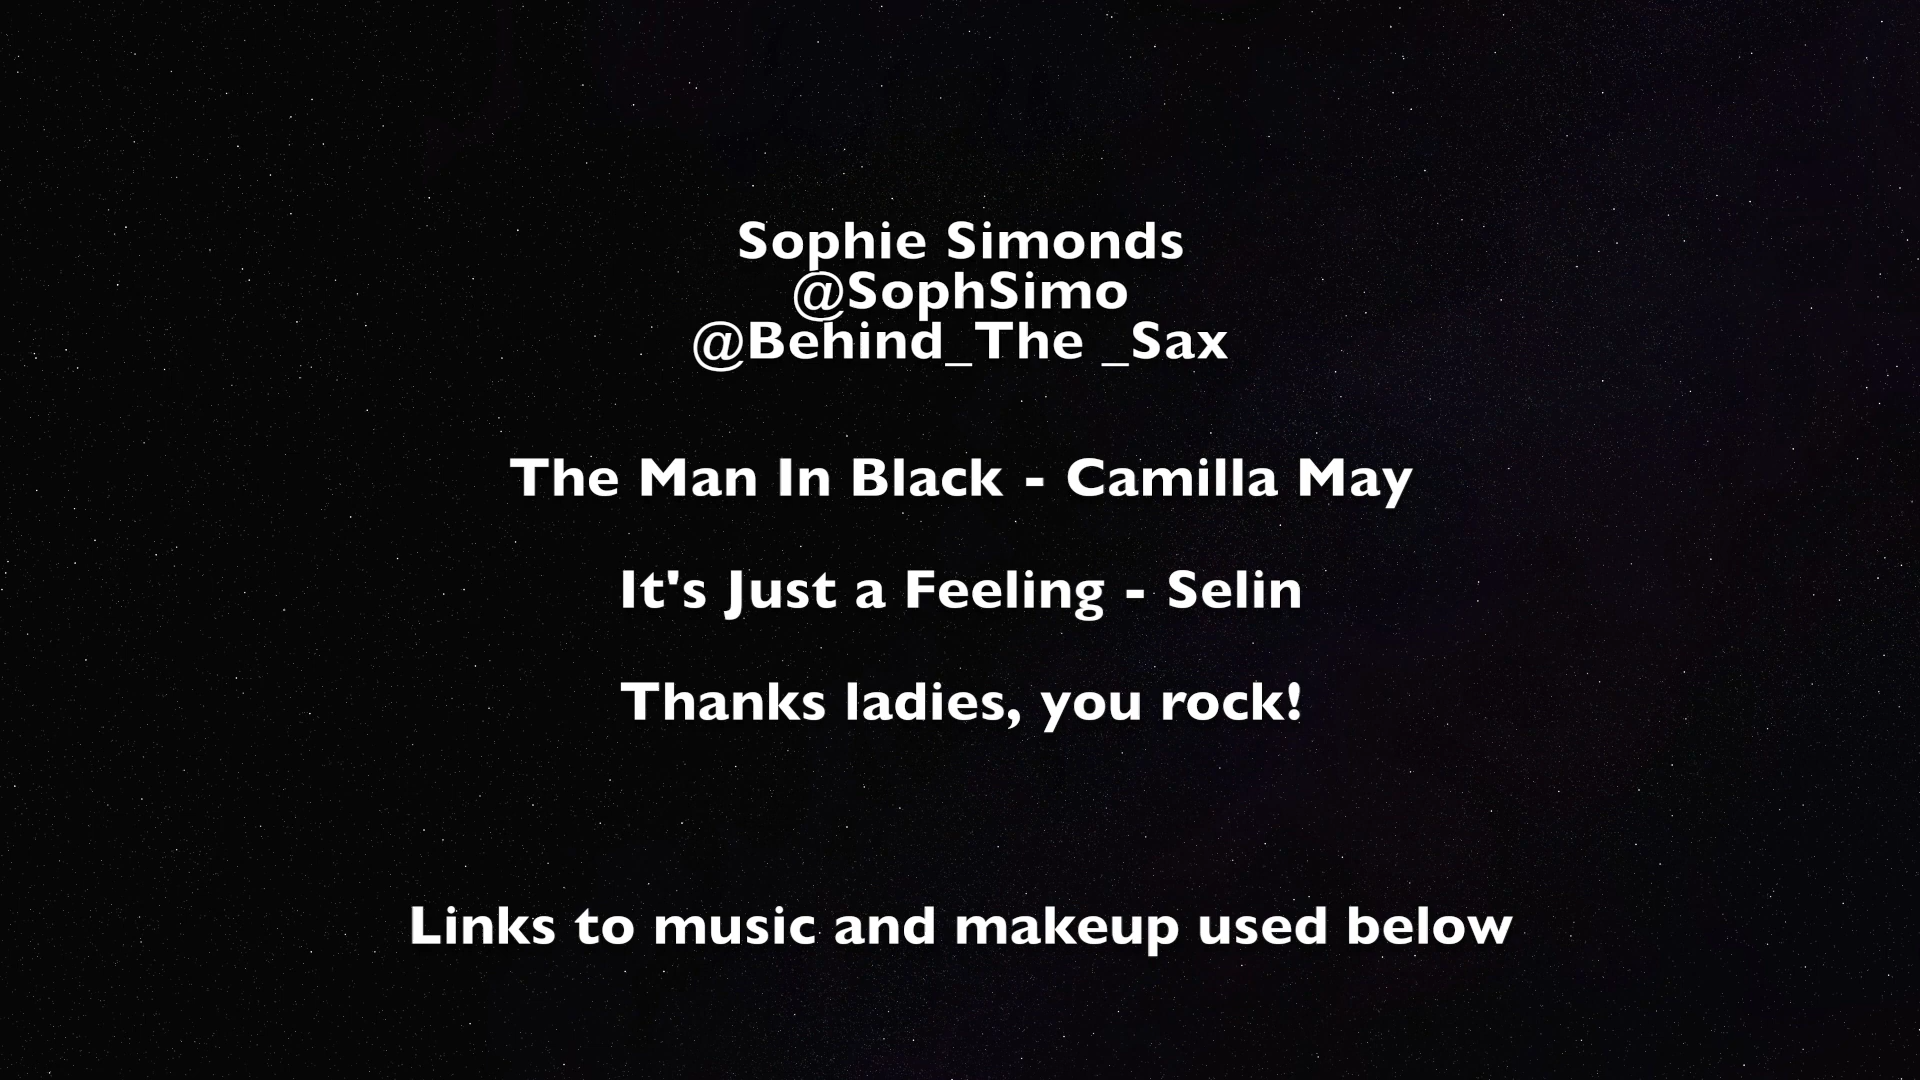 Sophie Simonds
@SophSimo
@Behind_The _Sax
The Man In Black - Camilla May
It's Just a Feeling - Selin
Thanks ladies, you rock!
Links to music and makeup used below